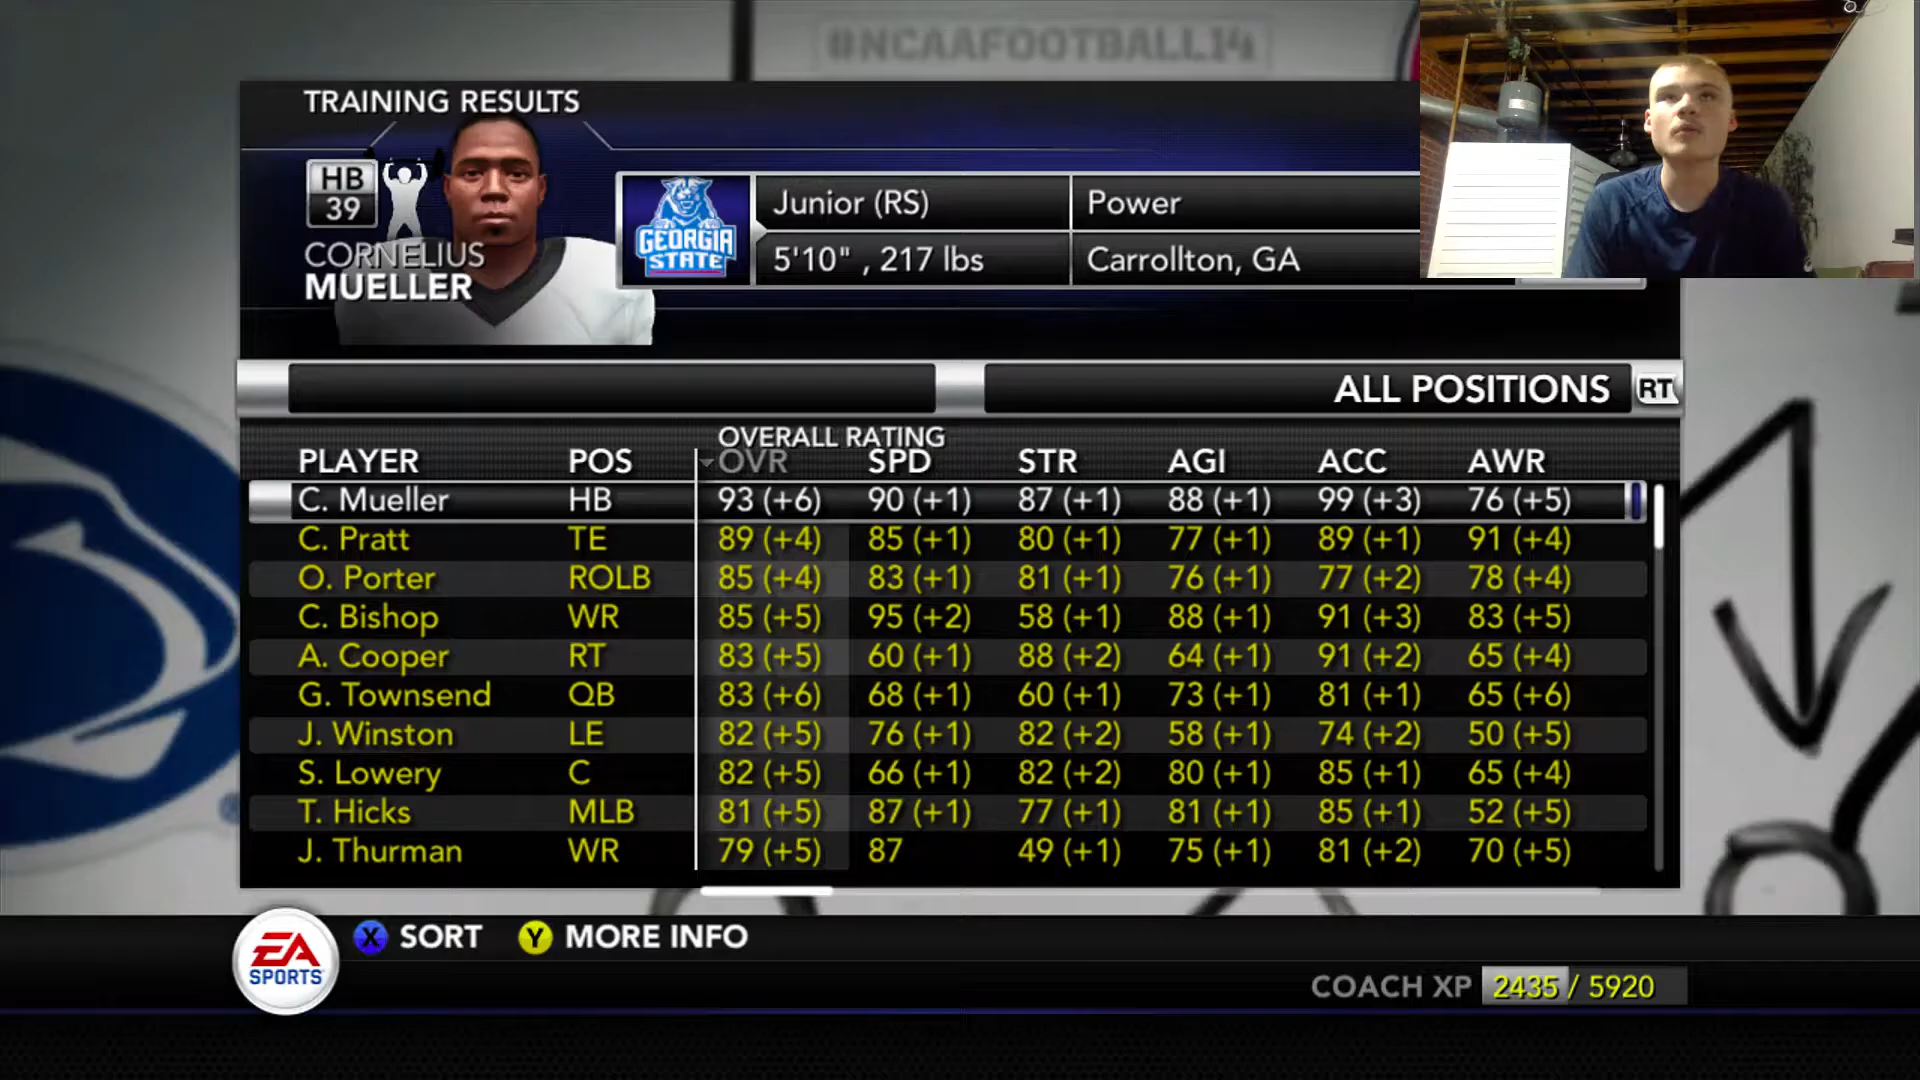 #NCAAFOOTBALL14
TRAINING RESULTS
HB
39
CORNELIUS
MUELLER
GEORGIA
STATE
Junior (RS)
Power
5'10" , 217 lbs
Carrollton, GA
ALL POSITIONS RT
OVERALL RATING
PLAYER POS OVR SPD STR AGI ACC AWR
C. Mueller HB 93 (+6) 90 (+1) 87 (+1) 88 (+1) 99 (+3) 76 (+5)
C. Pratt TE 89 (+4) 85 (+1) 80 (+1) 77 (+1) 89 (+1) 91 (+4)
O. Porter ROLB 85 (+4) 83 (+1) 81 (+1) 76 (+1) 77 (+2) 78 (+4)
C. Bishop WR 85 (+5) 95 (+2) 58 (+1) 88 (+1) 91 (+3) 83 (+5)
A. Cooper RT 83 (+5) 60 (+1) 88 (+2) 64 (+1) 91 (+2) 65 (+4)
G. Townsend QB 83 (+6) 68 (+1) 60 (+1) 73 (+1) 81 (+1) 65 (+6)
J. Winston LE 82 (+5) 76 (+1) 82 (+2) 58 (+1) 74 (+2) 50 (+5)
S. Lowery C 82 (+5) 66 (+1) 82 (+2) 80 (+1) 85 (+1) 65 (+4)
T. Hicks MLB 81 (+5) 87 (+1) 77 (+1) 81 (+1) 85 (+1) 52 (+5)
J. Thurman WR 79 (+5) 87 49 (+1) 75 (+1) 81 (+2) 70 (+5)
EA
SPORTS
X SORT Y MORE INFO
COACH XP 2435 / 5920